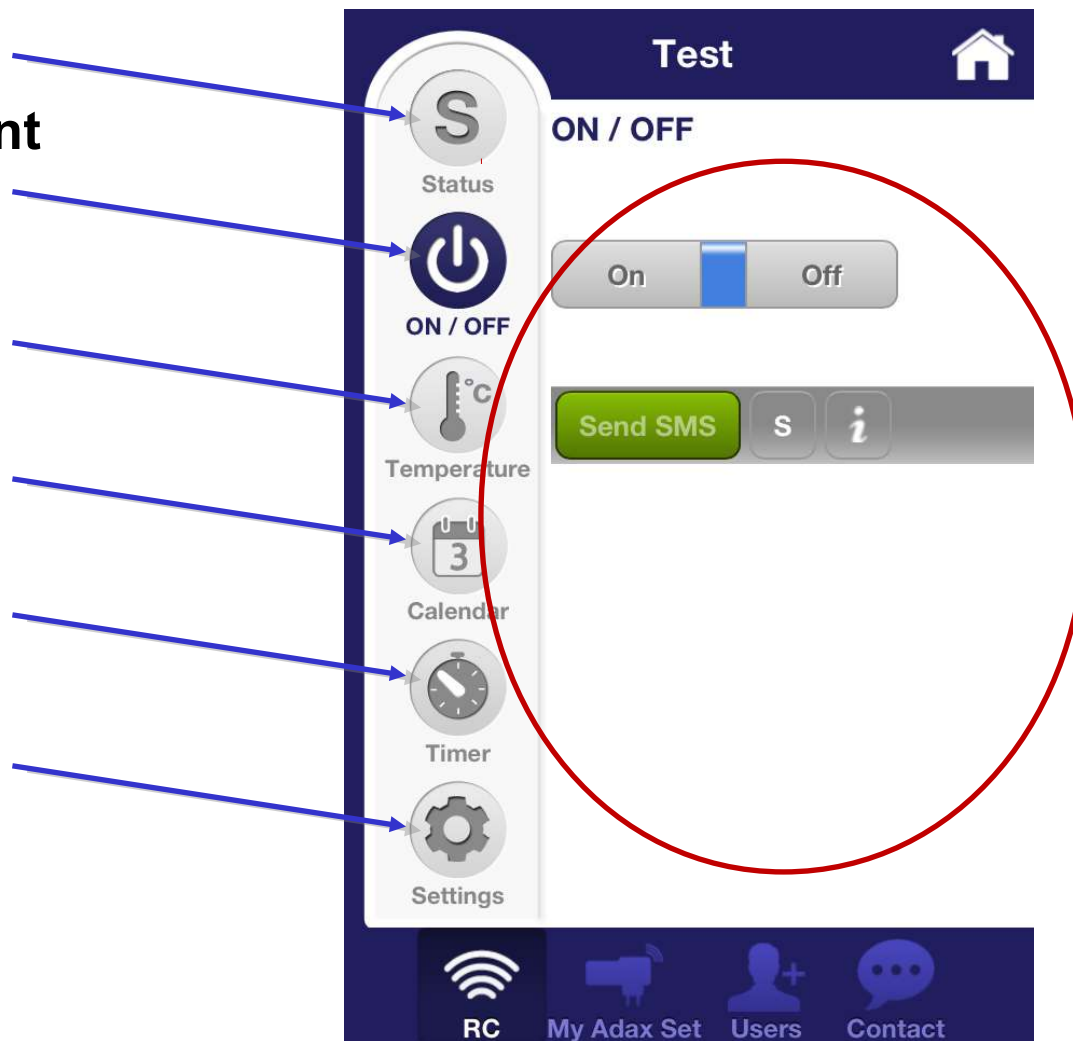 Test
nt
S
ON / OFF
Status
On Off
ON / OFF
°C
Send SMS S i
Temperature
3
Calendar
Timer
Settings
RC My Adax Set Users Contact